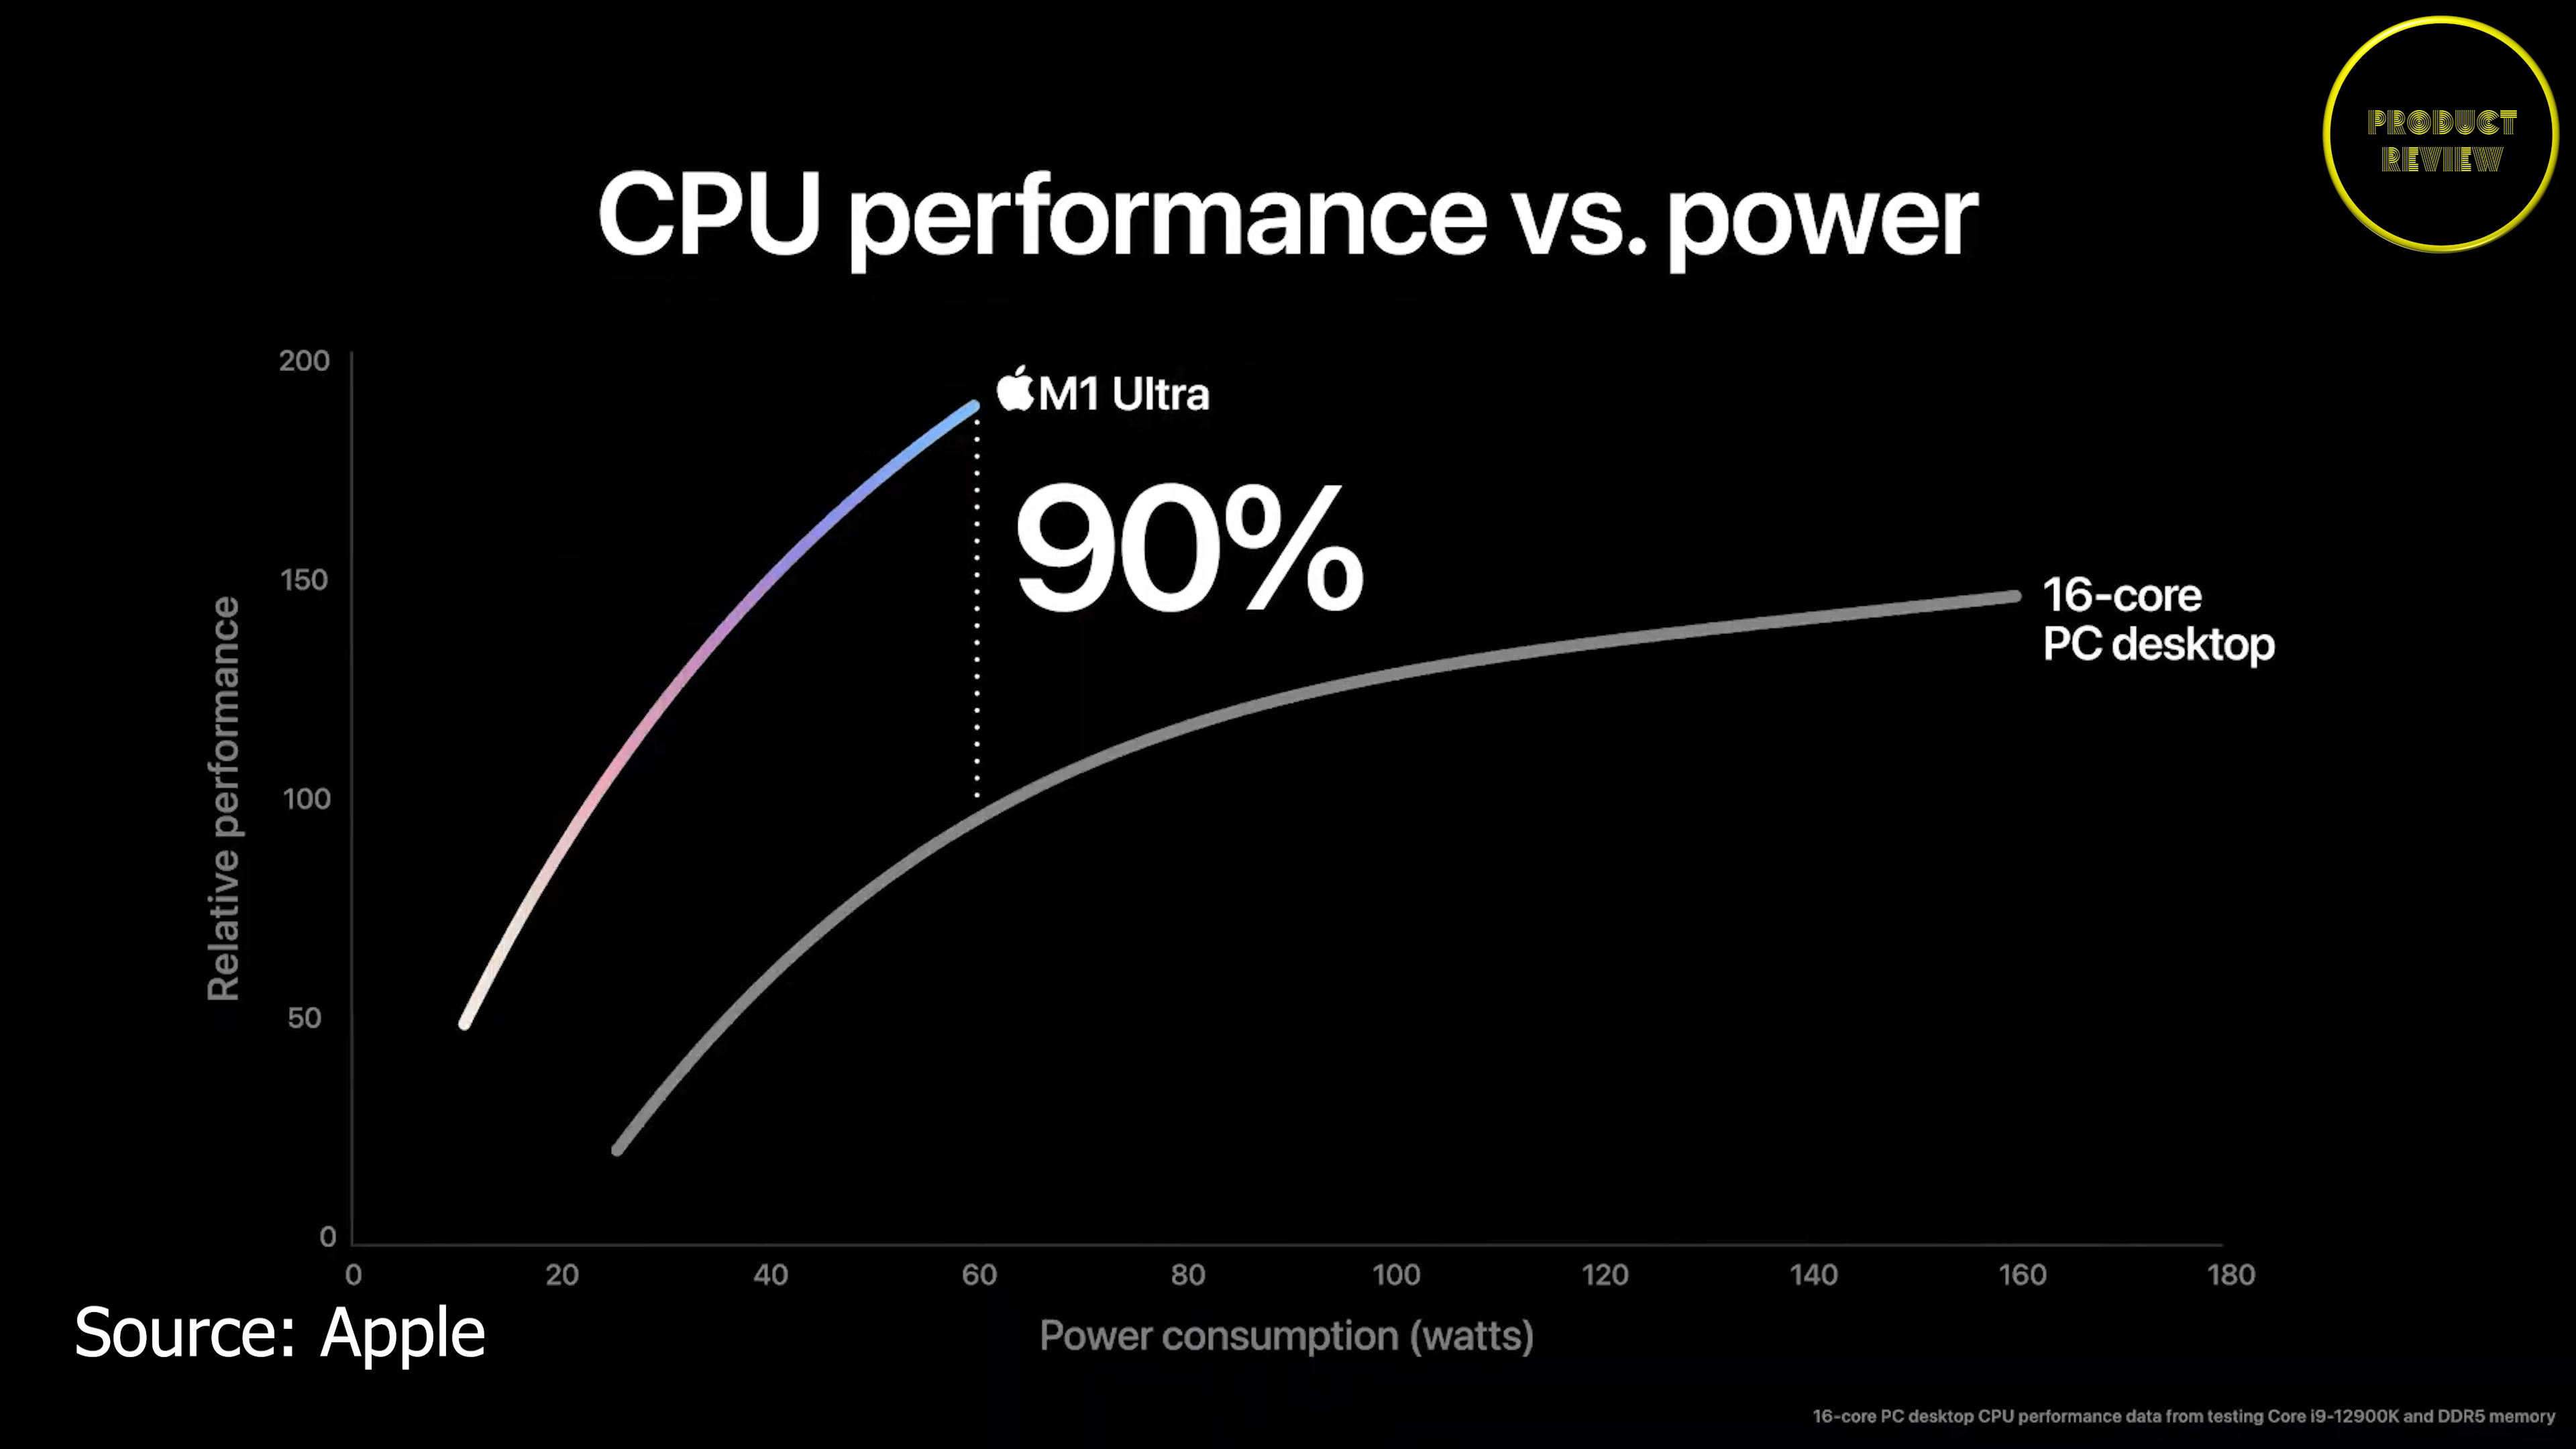 PRODUCT
REVIEW
CPU performance vs. power
200
M1 Ultra
90%
150
16-core
PC desktop
100
Relative performance
50
0
0 20 40 60 80 100 120 140 160 180
Source: Apple
Power consumption (watts)
16-core PC desktop CPU performance data from testing Core i9-12900K and DDR5 memory